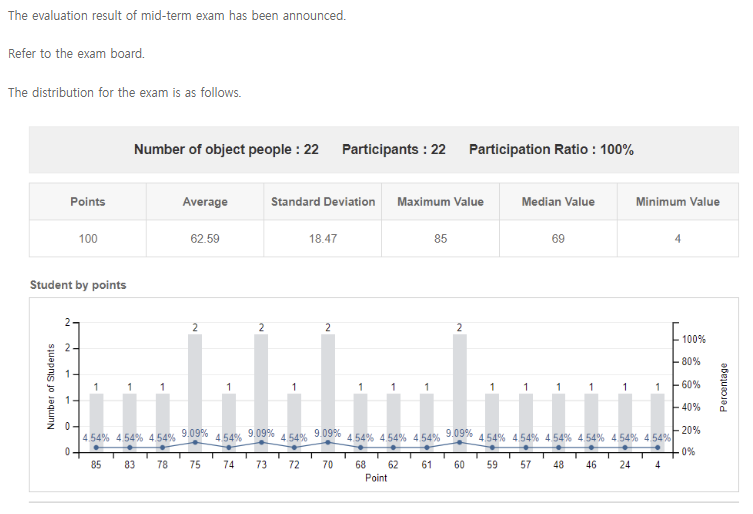 The evaluation result of mid-term exam has been announced.
Refer to the exam board.
The distribution for the exam is as follows.
Number of object people : 22 Participants : 22 Participation Ratio : 100%
Points Average Standard Deviation Maximum Value Median Value Minimum Value
100 62.59 18.47 85 69 4
Student by points
2 2 2 2 2
100%
2
80%
1 1 1 1 1 1 1 1 1 1 1 1 1 1 1
60%
1
40%
0
20%
4.54% 4.54% 4.54% 9.09% 4.54% 9.09% 4.54% 9.09% 4.54% 4.54% 4.54% 9.09% 4.54% 4.54% 4.54% 4.54% 4.54% 4.54%
0 0%
85 83 78 75 74 73 72 70 68 62 61 60 59 57 48 46 24 4
Point
Number of Students
Percentage